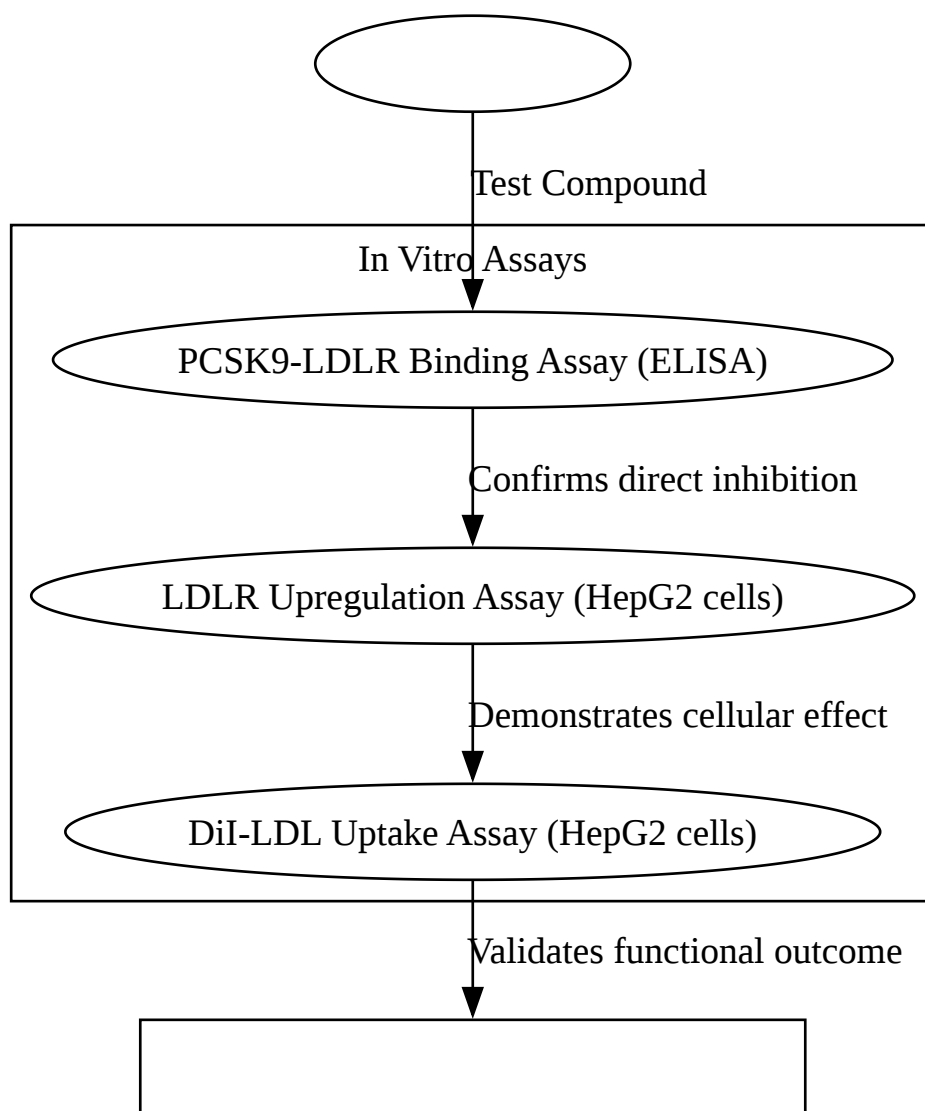 Test Compound
In Vitro Assays
PCSK9-LDLR Binding Assay (ELISA)
Confirms direct inhibition
LDLR Upregulation Assay (HepG2 cells)
Demonstrates cellular effect
DiI-LDL Uptake Assay (HepG2 cells)
Validates functional outcome